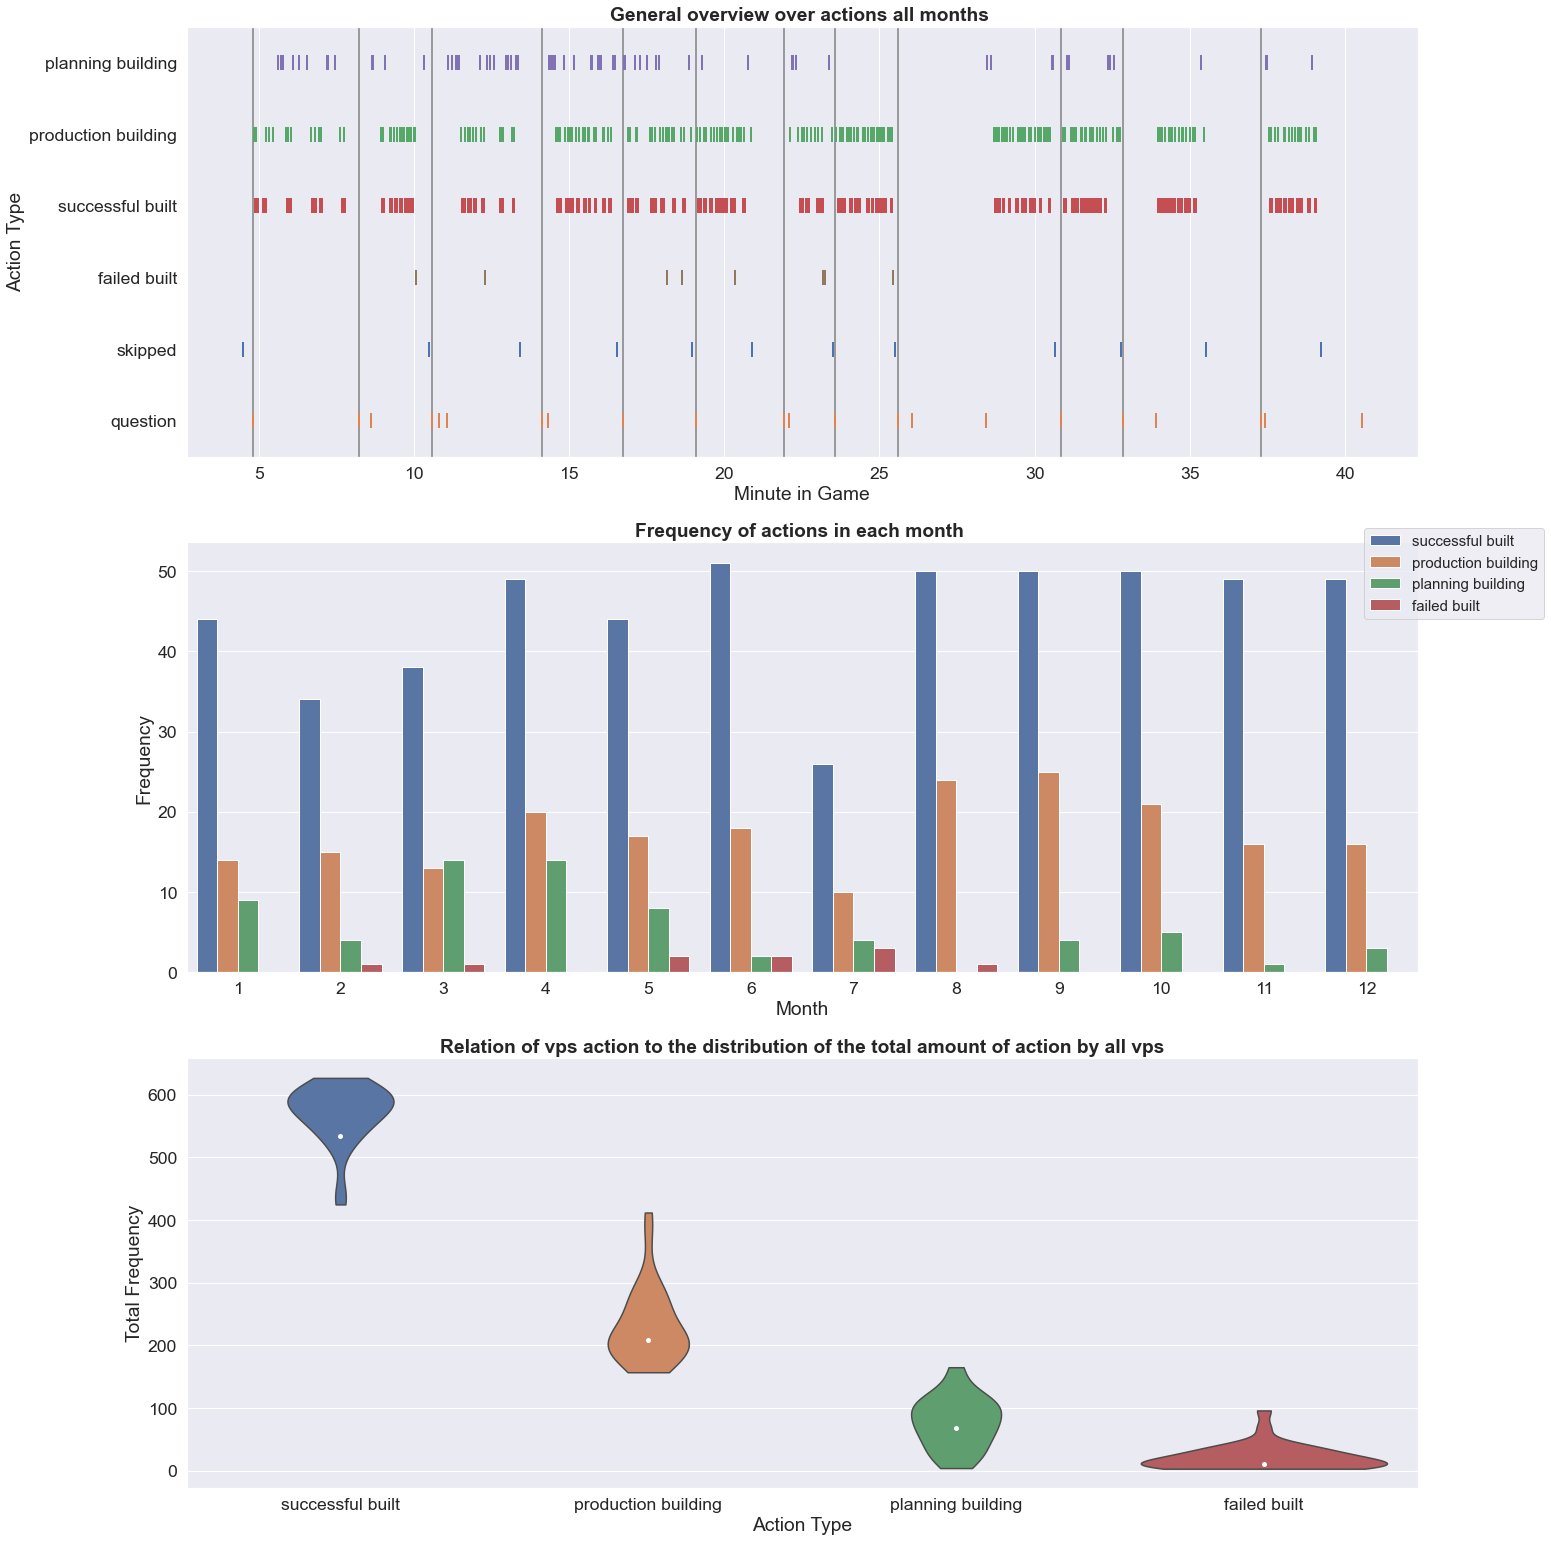 General overview over actions all months
Action Type
planning building
production building
successful built
failed built
skipped
question
5 10 15 20 25 30 35 40
Minute in Game
Frequency of actions in each month
successful built
production building
planning building
failed built
Frequency
50
40
30
20
10
0
1 2 3 4 5 6 7 8 9 10 11 12
Month
Relation of vps action to the distribution of the total amount of action by all vps
Total Frequency
600
500
400
300
200
100
0
successful built production building planning building failed built
Action Type